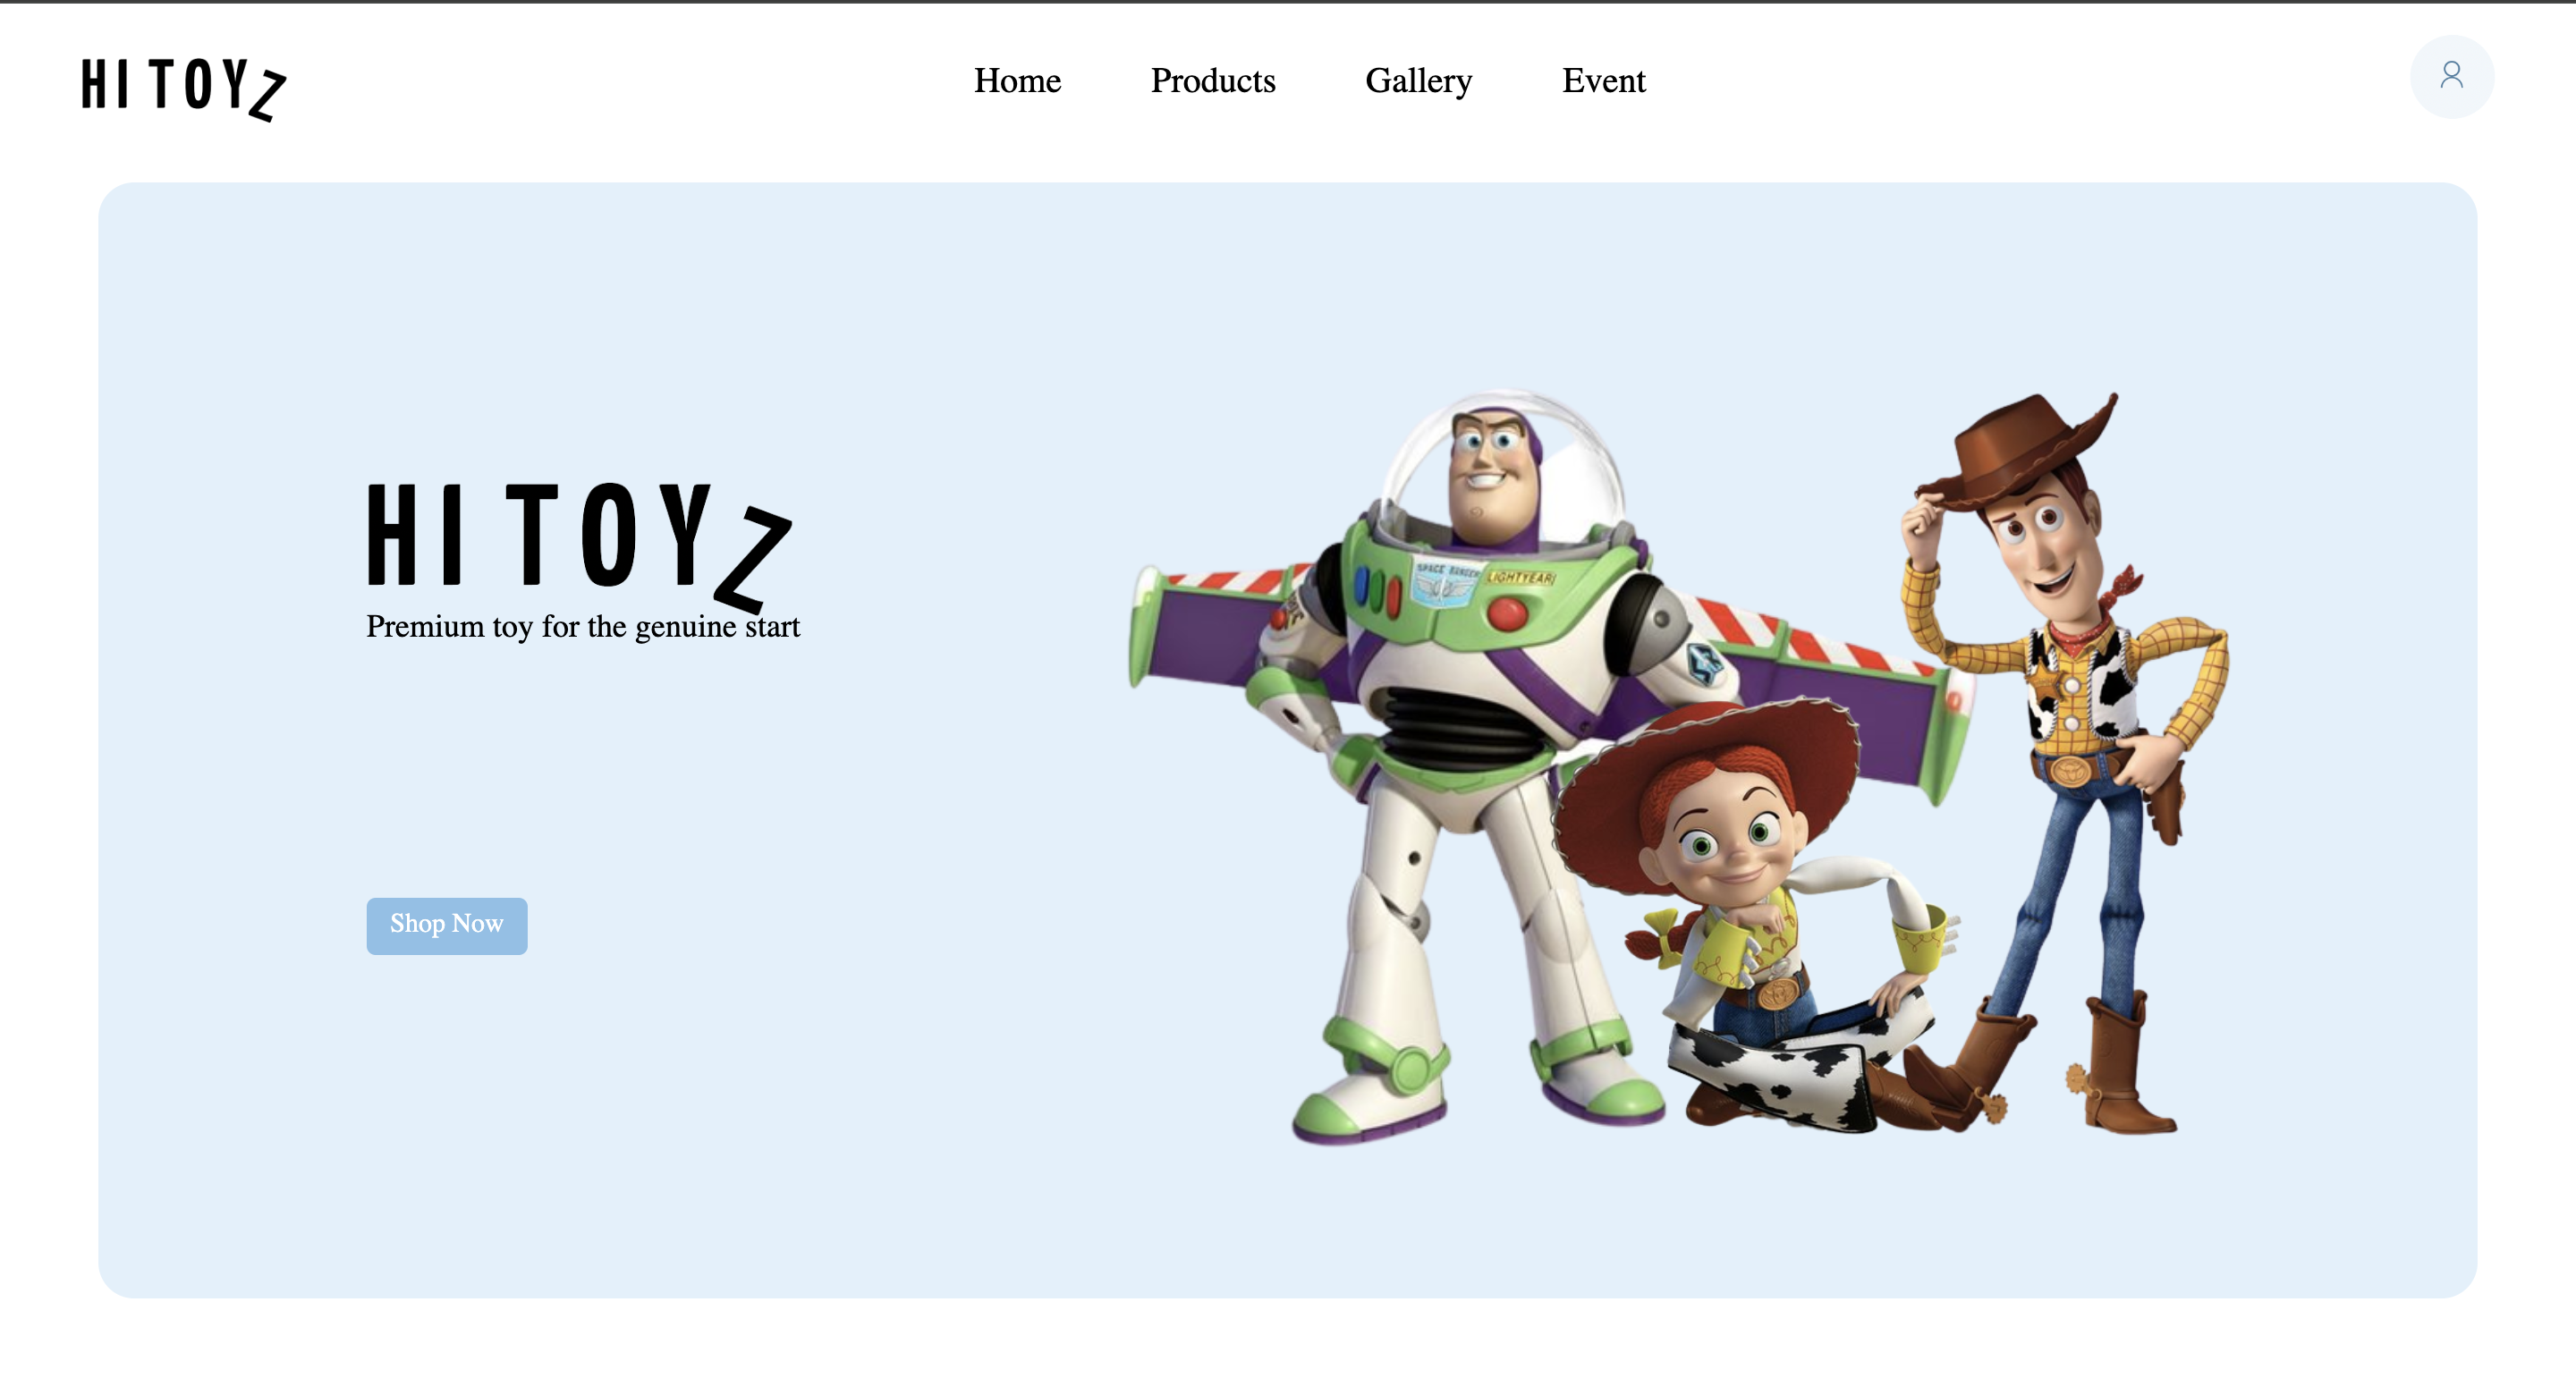 HI TOYZ
Home Products Gallery Event
HI TOYZ
Premium toy for the genuine start
Shop Now
SPACE RANGER
LIGHTYEAR